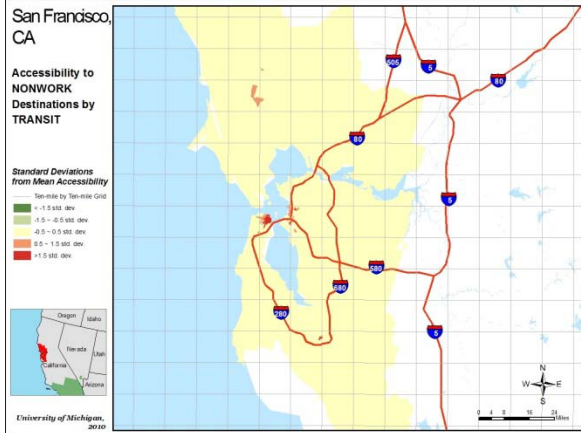 San Francisco,
CA
Accessibility to
NONWORK
Destinations by
TRANSIT
Standard Deviations
from Mean Accessibility
Ten-mile by Ten-mile Grid
< -1.5 std. dev.
-1.5 - -0.5 std. dev.
-0.5 - 0.5 std. dev.
0.5 - 1.5 std. dev.
>1.5 std. dev.
Oregon
Idaho
Nevada
Utah
California
Arizona
University of Michigan,
2010
505
5
80
80
5
580
680
280
5
N
W
E
S
0
4
8
16
24
Miles